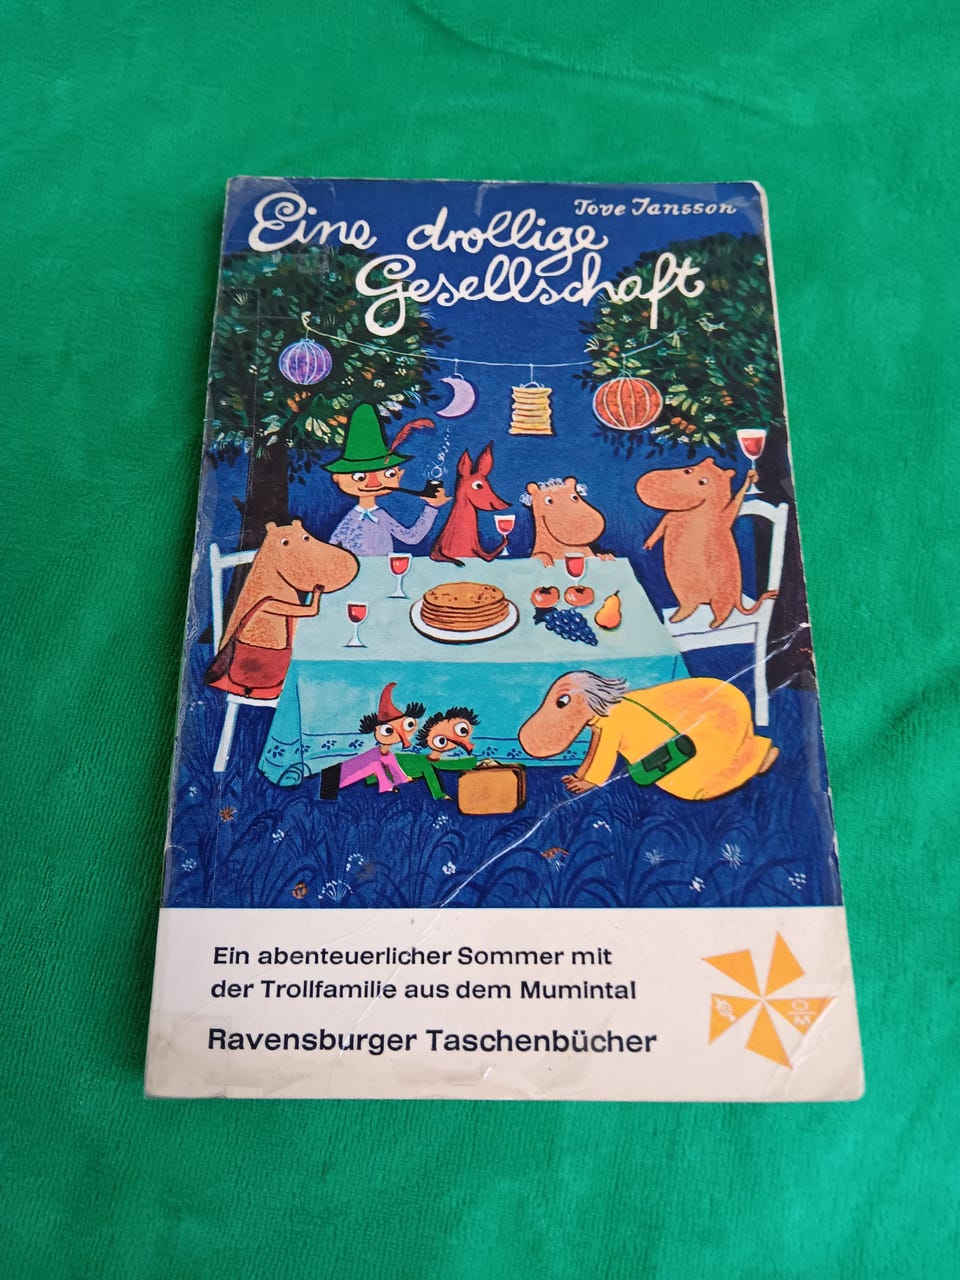 Tove Jansson
Eine drollige
Gesellschaft
Ein abenteuerlicher Sommer mit
der Trollfamilie aus dem Mumintal
Ravensburger Taschenbücher
O
M